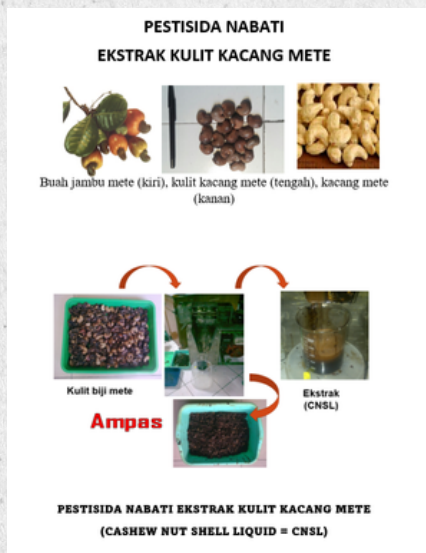 PESTISIDA NABATI
EKSTRAK KULIT KACANG METE
Buah jambu mete (kiri), kulit kacang mete (tengah), kacang mete
(kanan)
Kulit biji mete
Ekstrak
(CNSL)
Ampas
PESTISIDA NABATI EKSTRAK KULIT KACANG METE
(CASHEW NUT SHELL LIQUID = CNSL)